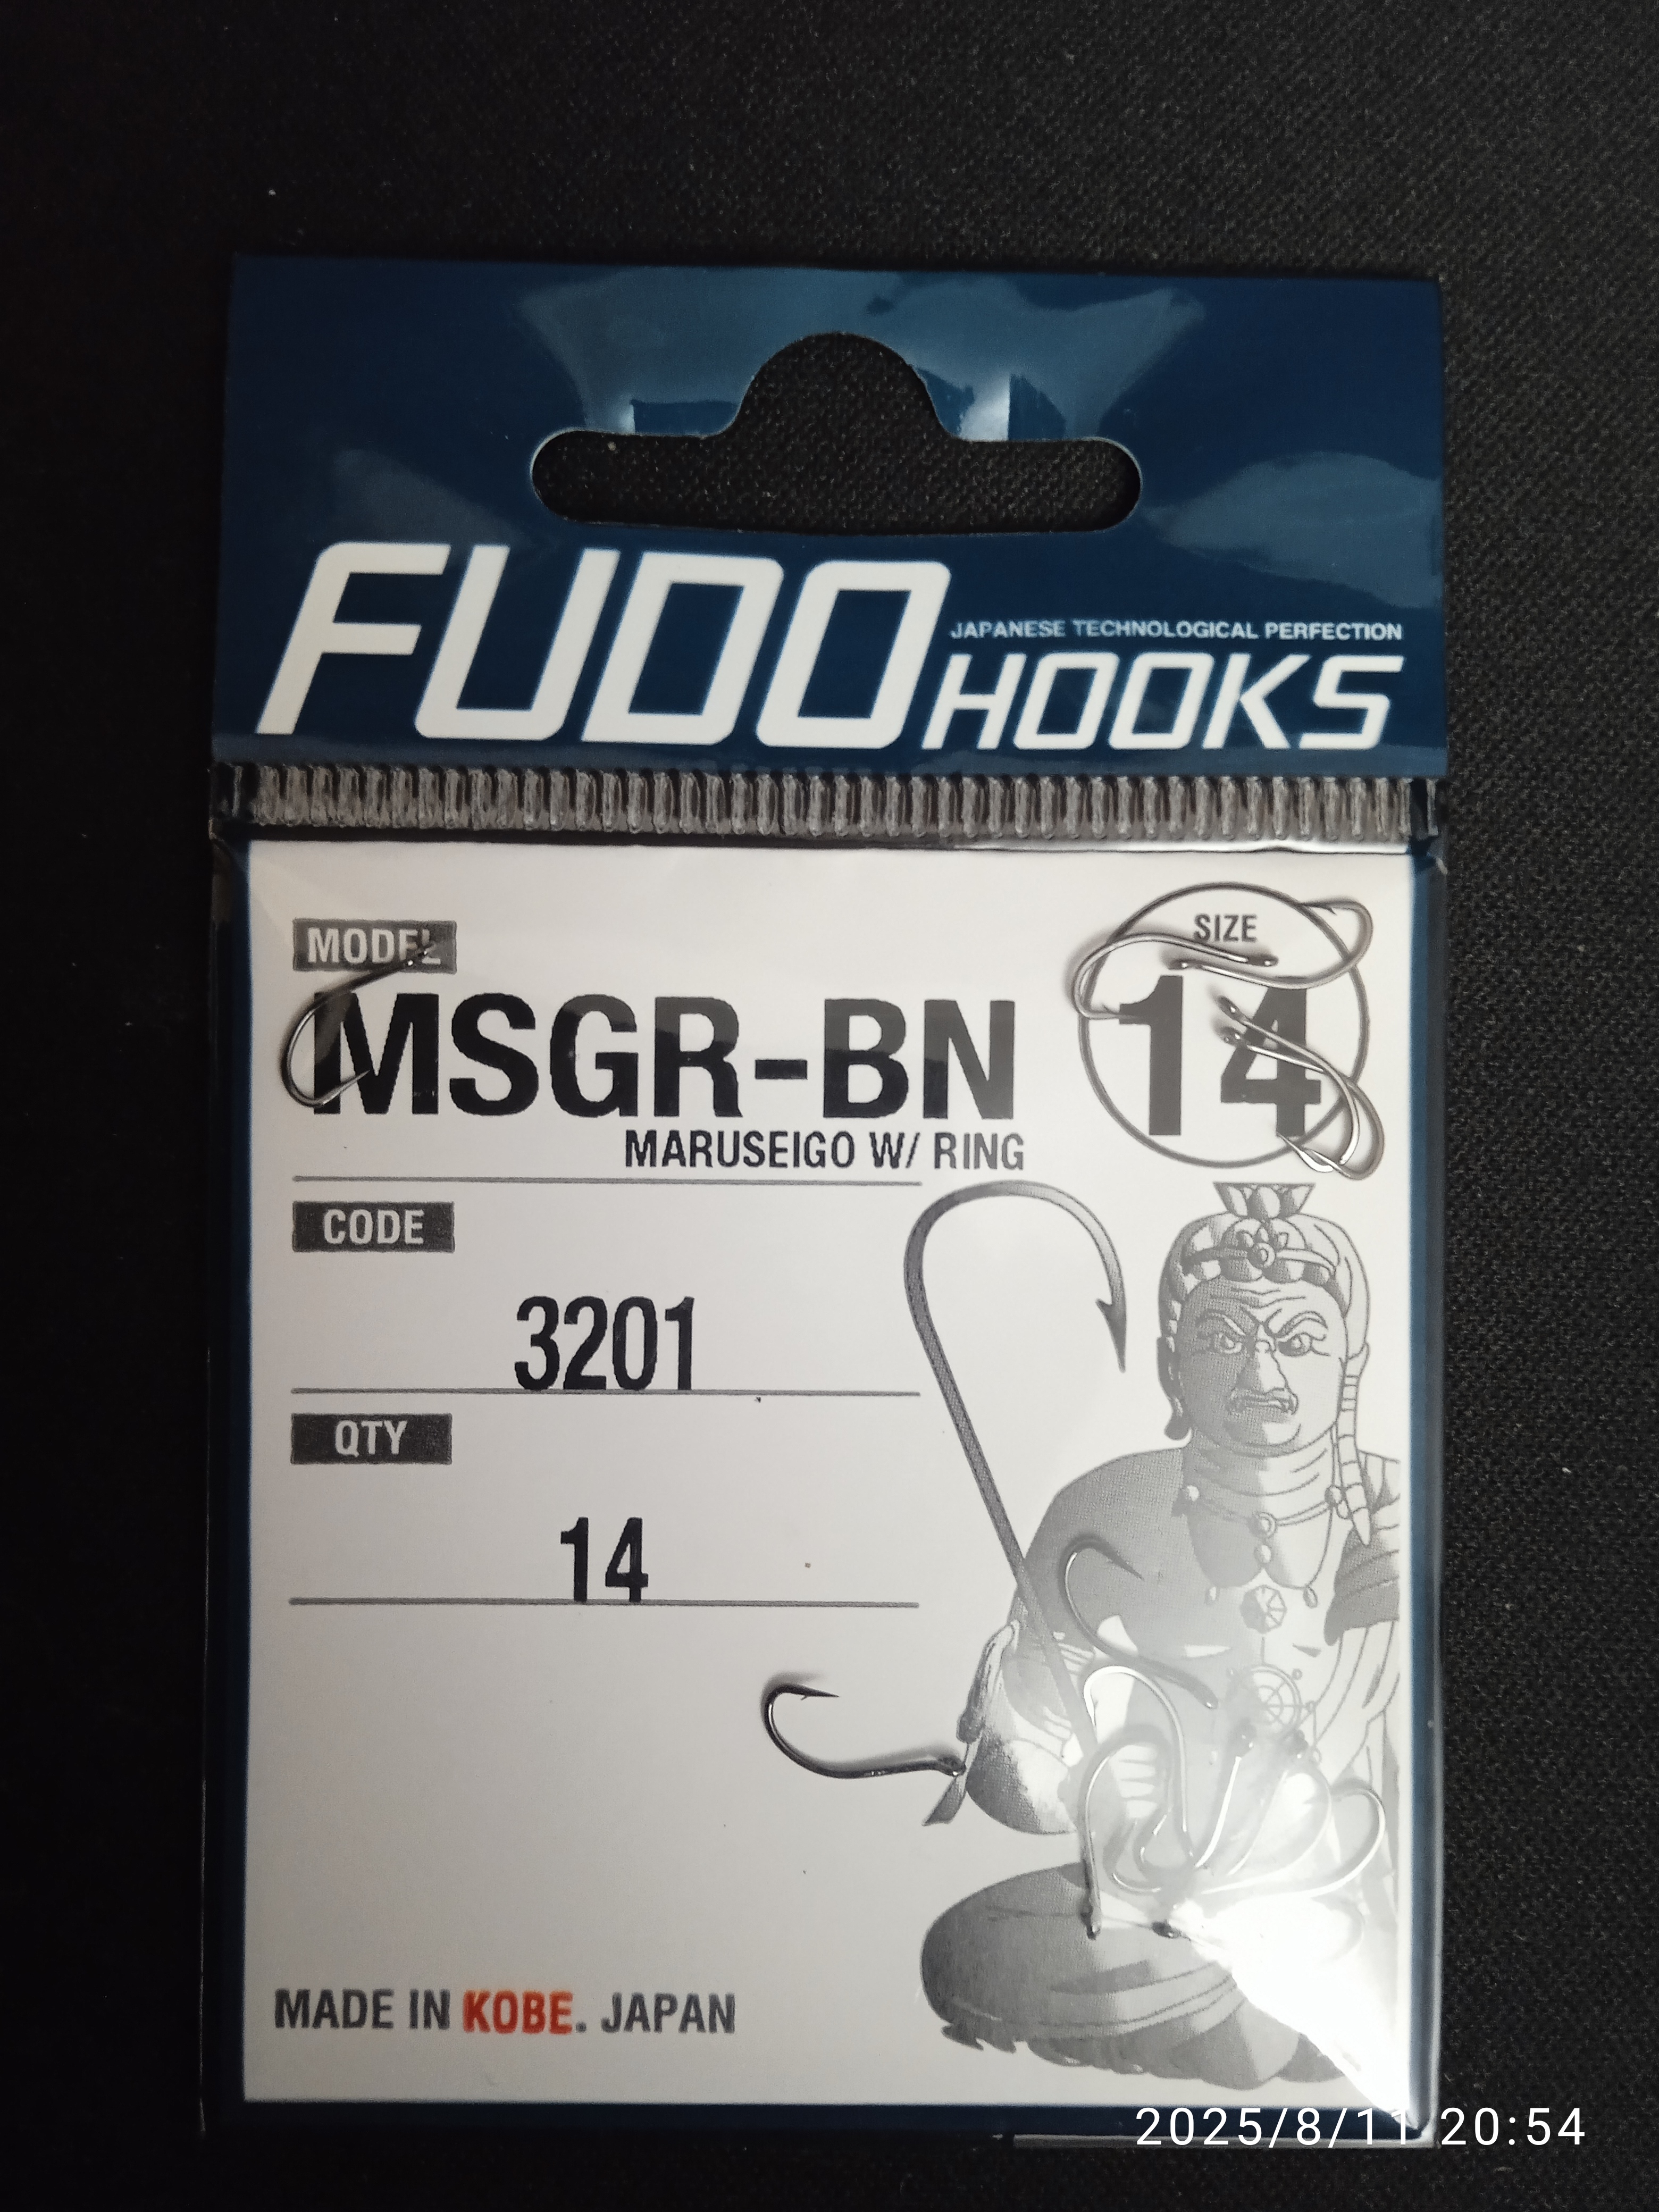 FUDO
JAPANESE TECHNOLOGICAL PERFECTION
HOOKS
MODEL
MSGR-BN
MARUSEIGO W/ RING
SIZE
14
CODE
3201
QTY
14
MADE IN KOBE. JAPAN
2025/8/11 20:54